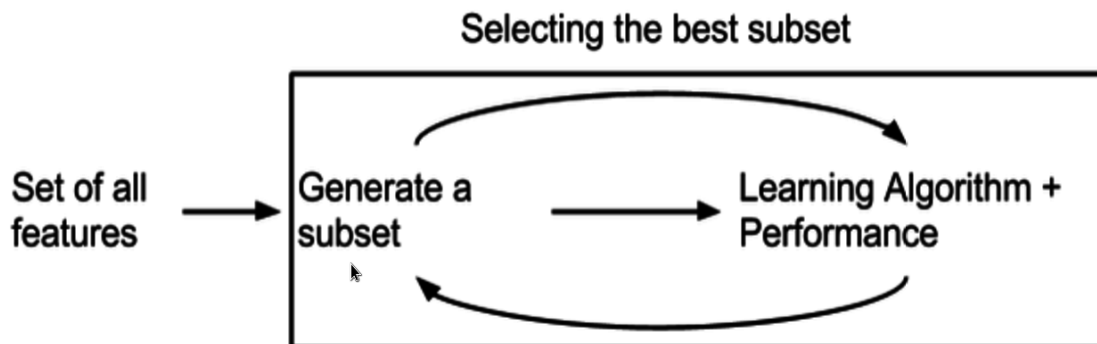 Selecting the best subset
Set of all
features
Generate a
subset
Learning Algorithm +
Performance